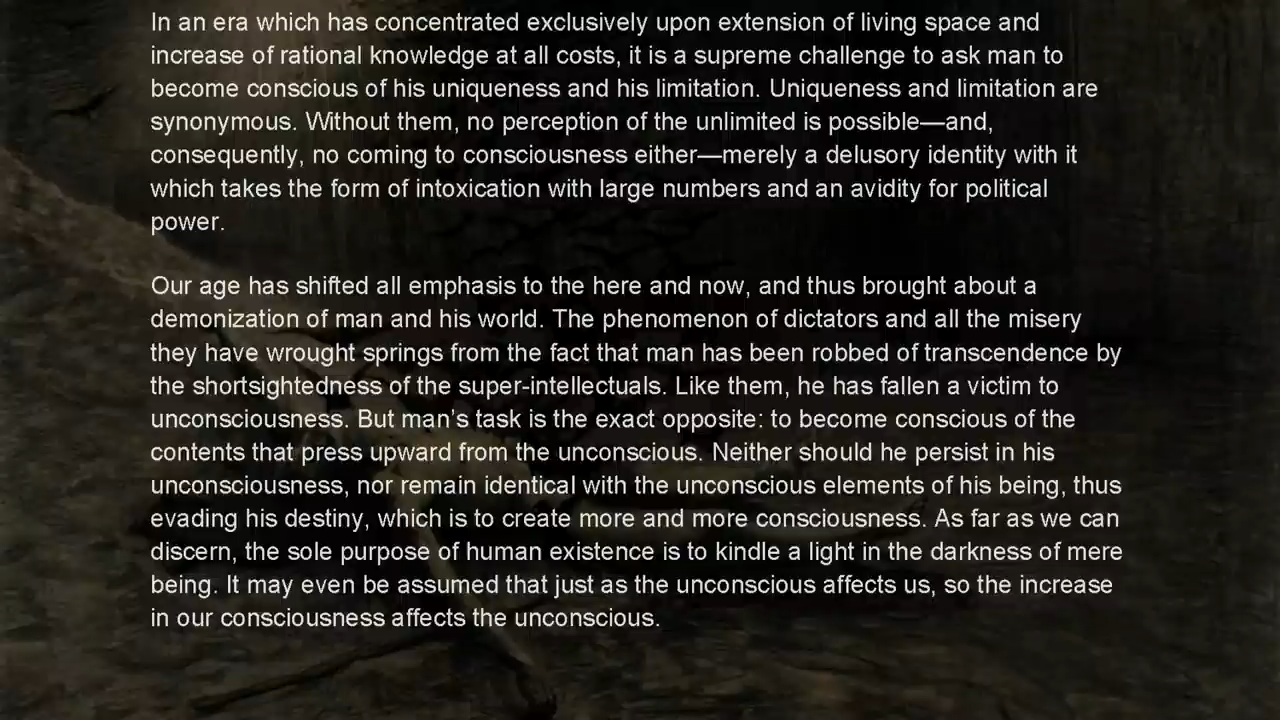 In an era which has concentrated exclusively upon extension of living space and
increase of rational knowledge at all costs, it is a supreme challenge to ask man to
become conscious of his uniqueness and his limitation. Uniqueness and limitation are
synonymous. Without them, no perception of the unlimited is possible—and,
consequently, no coming to consciousness either—merely a delusory identity with it
which takes the form of intoxication with large numbers and an avidity for political
power.
Our age has shifted all emphasis to the here and now, and thus brought about a
demonization of man and his world. The phenomenon of dictators and all the misery
they have wrought springs from the fact that man has been robbed of transcendence by
the shortsightedness of the super-intellectuals. Like them, he has fallen a victim to
unconsciousness. But man’s task is the exact opposite: to become conscious of the
contents that press upward from the unconscious. Neither should he persist in his
unconsciousness, nor remain identical with the unconscious elements of his being, thus
evading his destiny, which is to create more and more consciousness. As far as we can
discern, the sole purpose of human existence is to kindle a light in the darkness of mere
being. It may even be assumed that just as the unconscious affects us, so the increase
in our consciousness affects the unconscious.